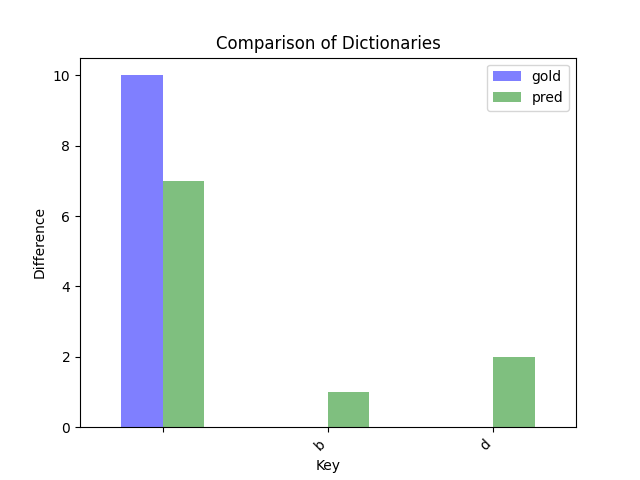 Comparison of Dictionaries
gold
pred
10
8
6
4
2
0
Difference
b
d
Key